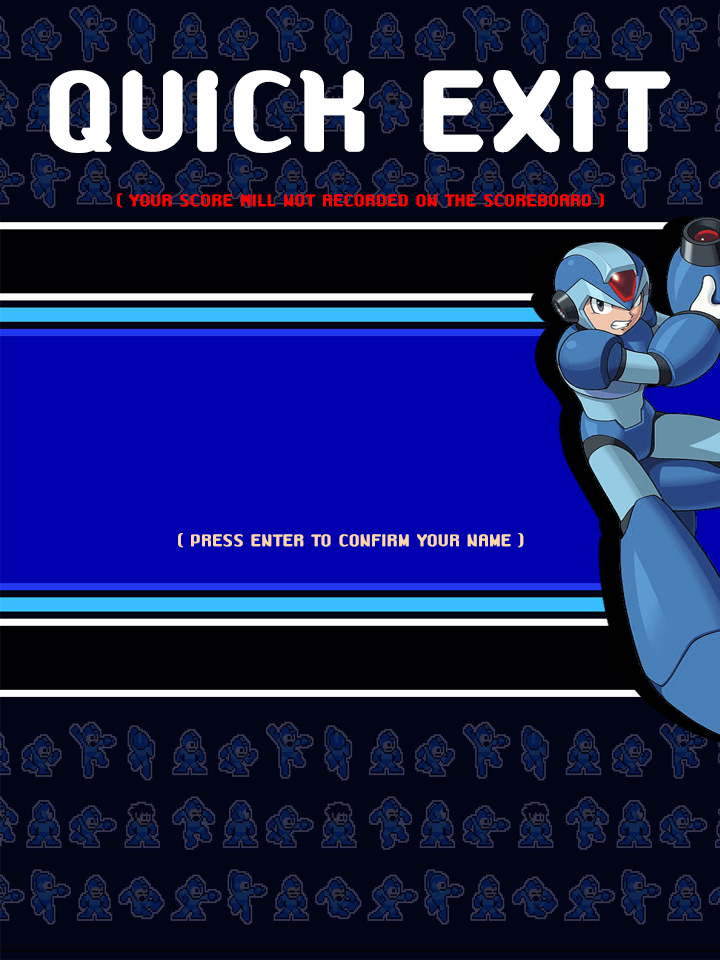 QUICK EXIT
( YOUR SCORE WILL NOT RECORDED ON THE SCOREBOARD )
( PRESS ENTER TO CONFIRM YOUR NAME )